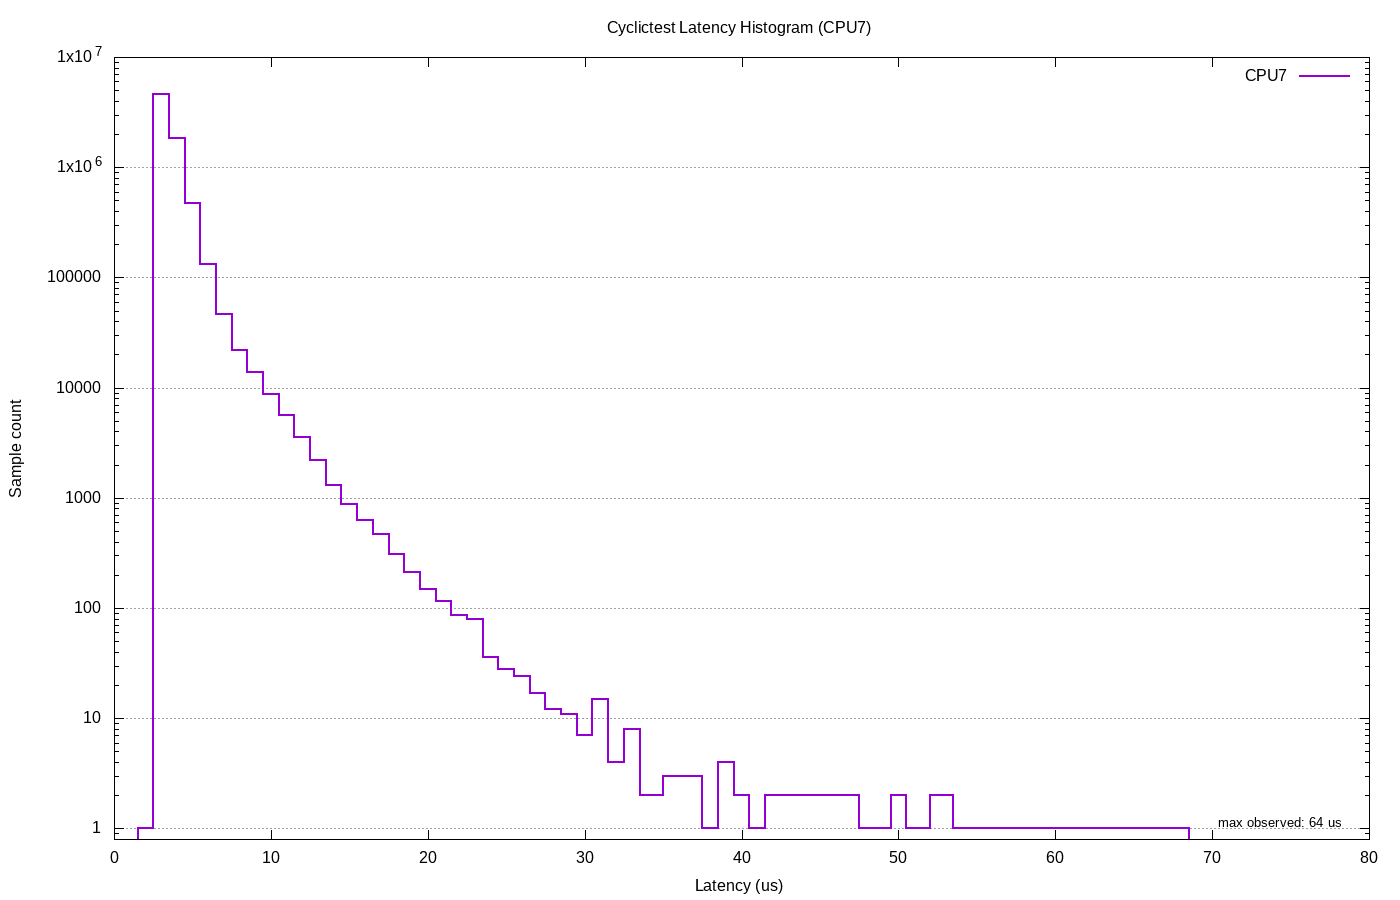 Cyclictest Latency Histogram (CPU7)
CPU7
1x10^7
1x10^6
100000
10000
1000
100
10
1
Sample count
max observed: 64 us
0 10 20 30 40 50 60 70 80
Latency (us)